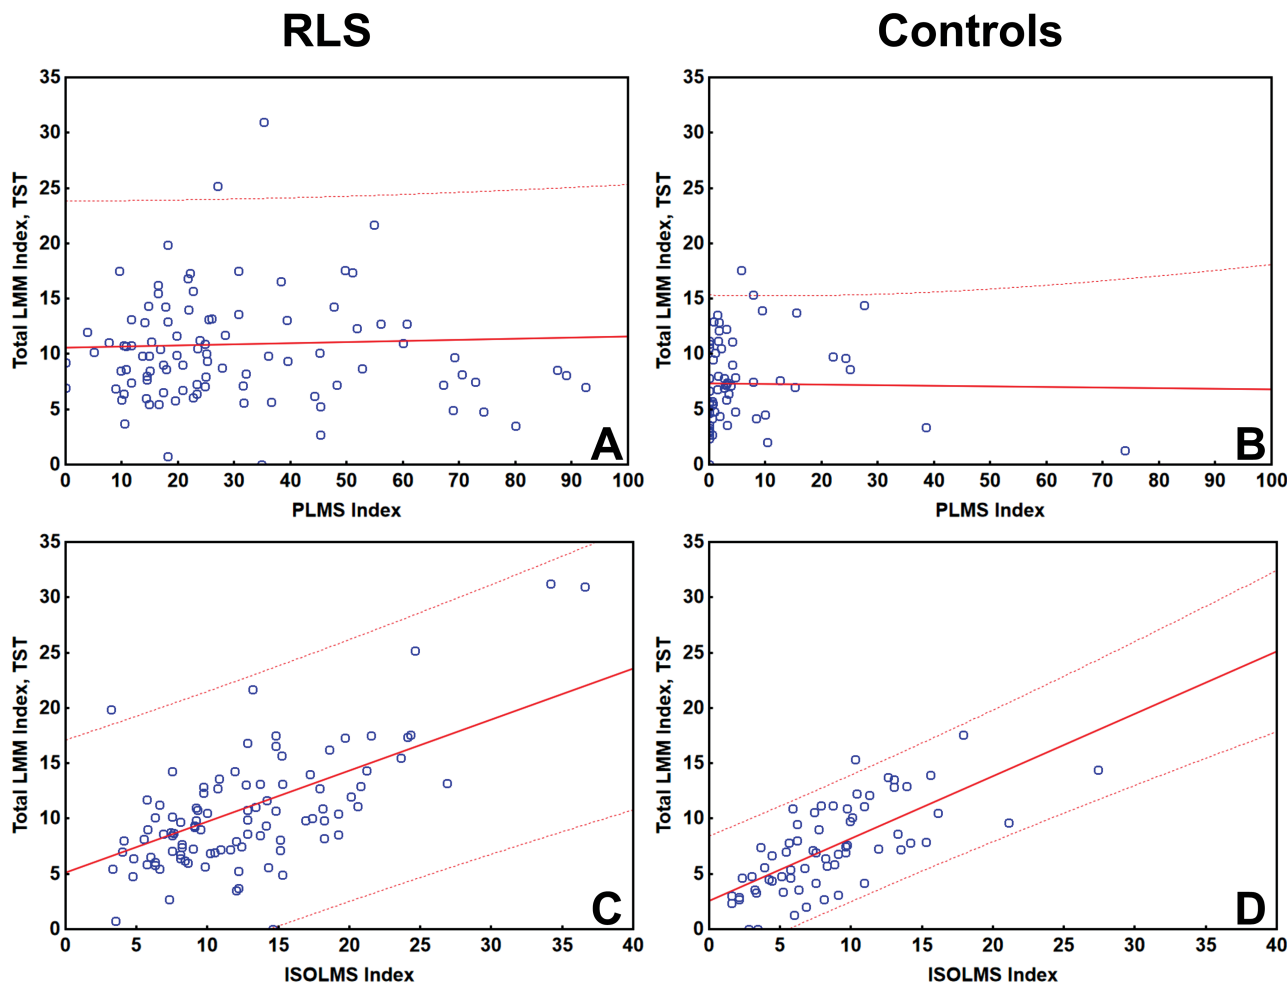 RLS Controls
35 30 25 20 15 10 5 0
Total LMM Index, TST
A
0 10 20 30 40 50 60 70 80 90 100
PLMS Index
35 30 25 20 15 10 5 0
Total LMM Index, TST
B
0 10 20 30 40 50 60 70 80 90 100
PLMS Index
35 30 25 20 15 10 5 0
Total LMM Index, TST
C
0 5 10 15 20 25 30 35 40
ISOLMS Index
35 30 25 20 15 10 5 0
Total LMM Index, TST
D
0 5 10 15 20 25 30 35 40
ISOLMS Index